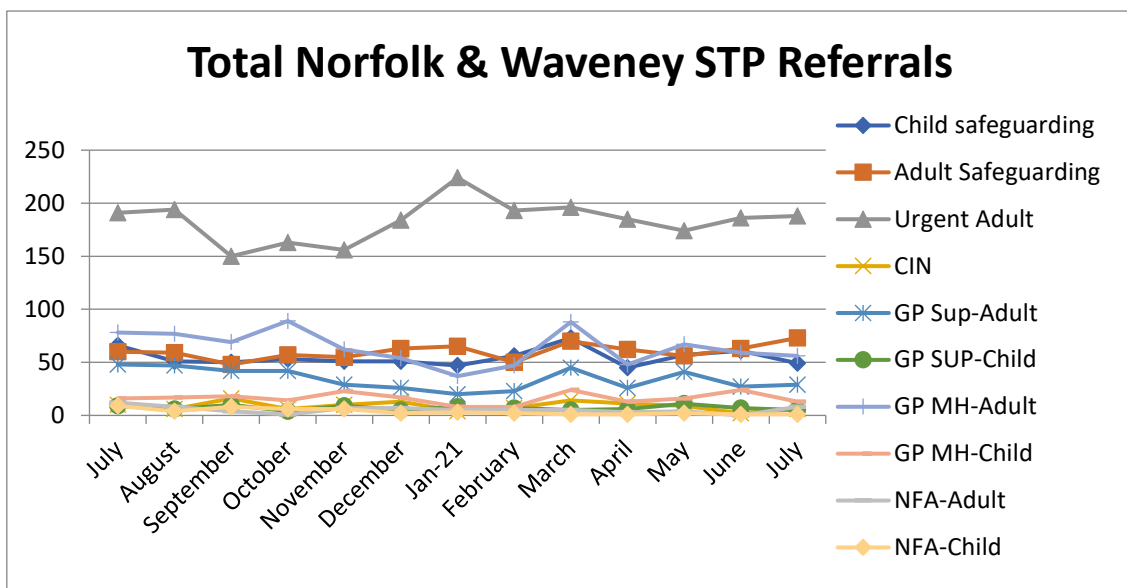 Total Norfolk & Waveney STP Referrals
250
200
150
100
50
0
July
August
September
October
November
December
Jan-21
February
March
April
May
June
July
Child safeguarding
Adult Safeguarding
Urgent Adult
CIN
GP Sup-Adult
GP SUP-Child
GP MH-Adult
GP MH-Child
NFA-Adult
NFA-Child